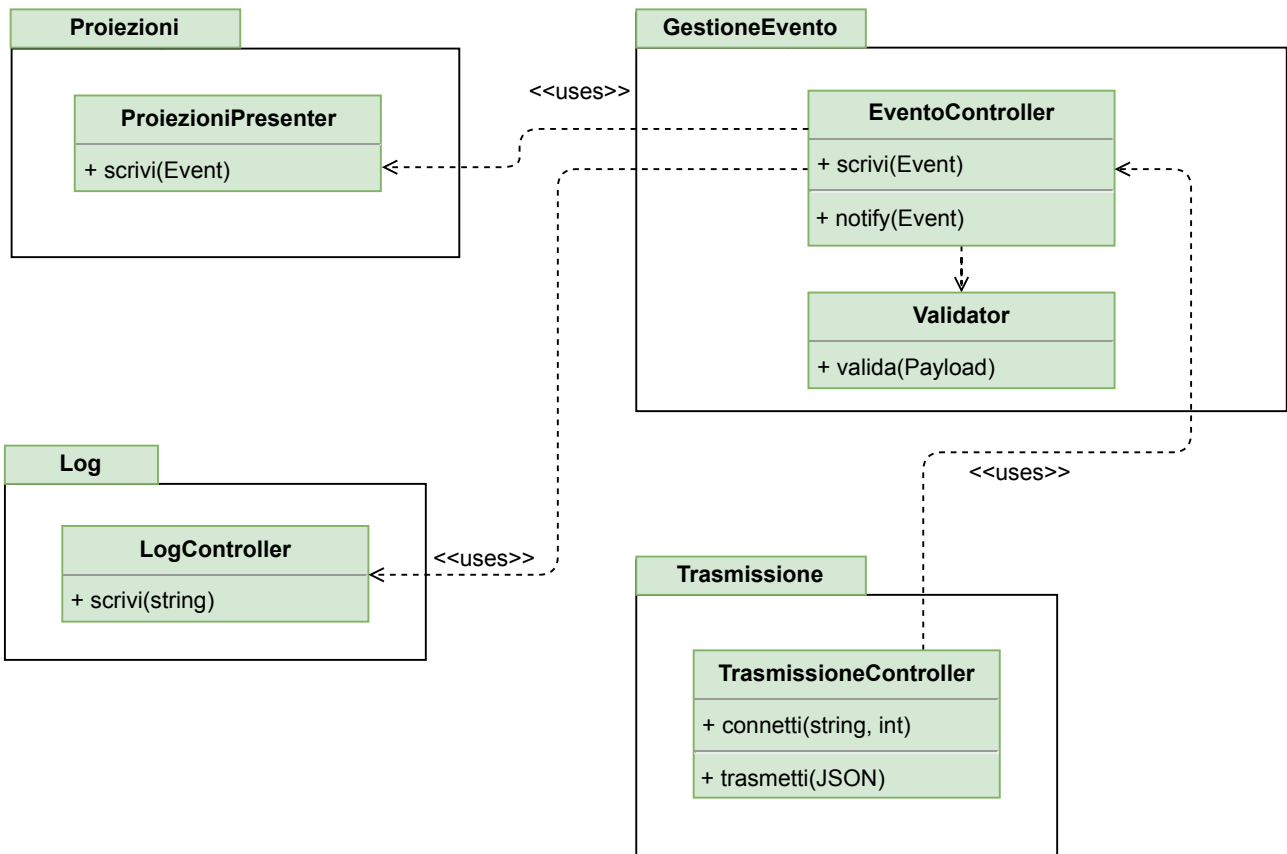 Proiezioni
ProiezioniPresenter
+ scrivi(Event)
<<uses>>
GestioneEvento
EventoController
+ scrivi(Event)
+ notify(Event)
Validator
+ valida(Payload)
Log
LogController
+ scrivi(string)
<<uses>>
<<uses>>
Trasmissione
TrasmissioneController
+ connetti(string, int)
+ trasmetti(JSON)